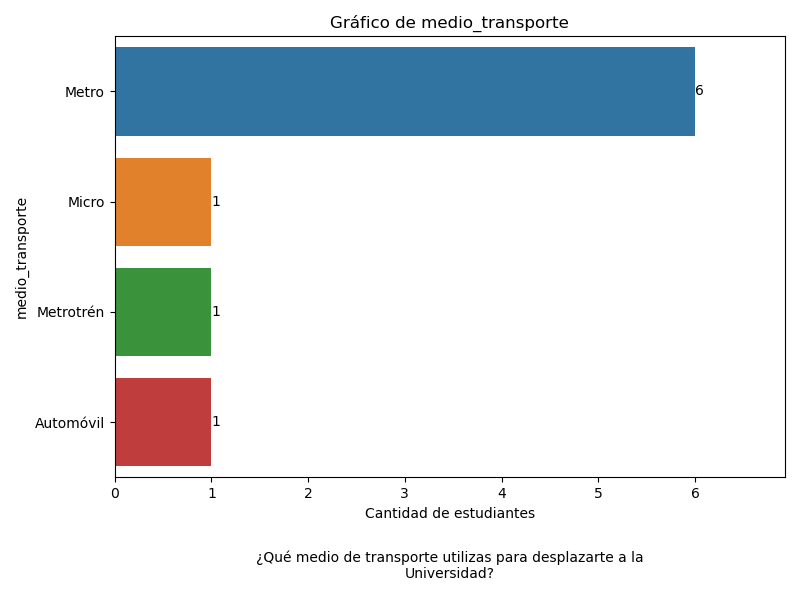 Gráfico de medio_transporte
medio_transporte
Metro
6
Micro
1
Metrotrén
1
Automóvil
1
0 1 2 3 4 5 6
Cantidad de estudiantes
¿Qué medio de transporte utilizas para desplazarte a la
Universidad?